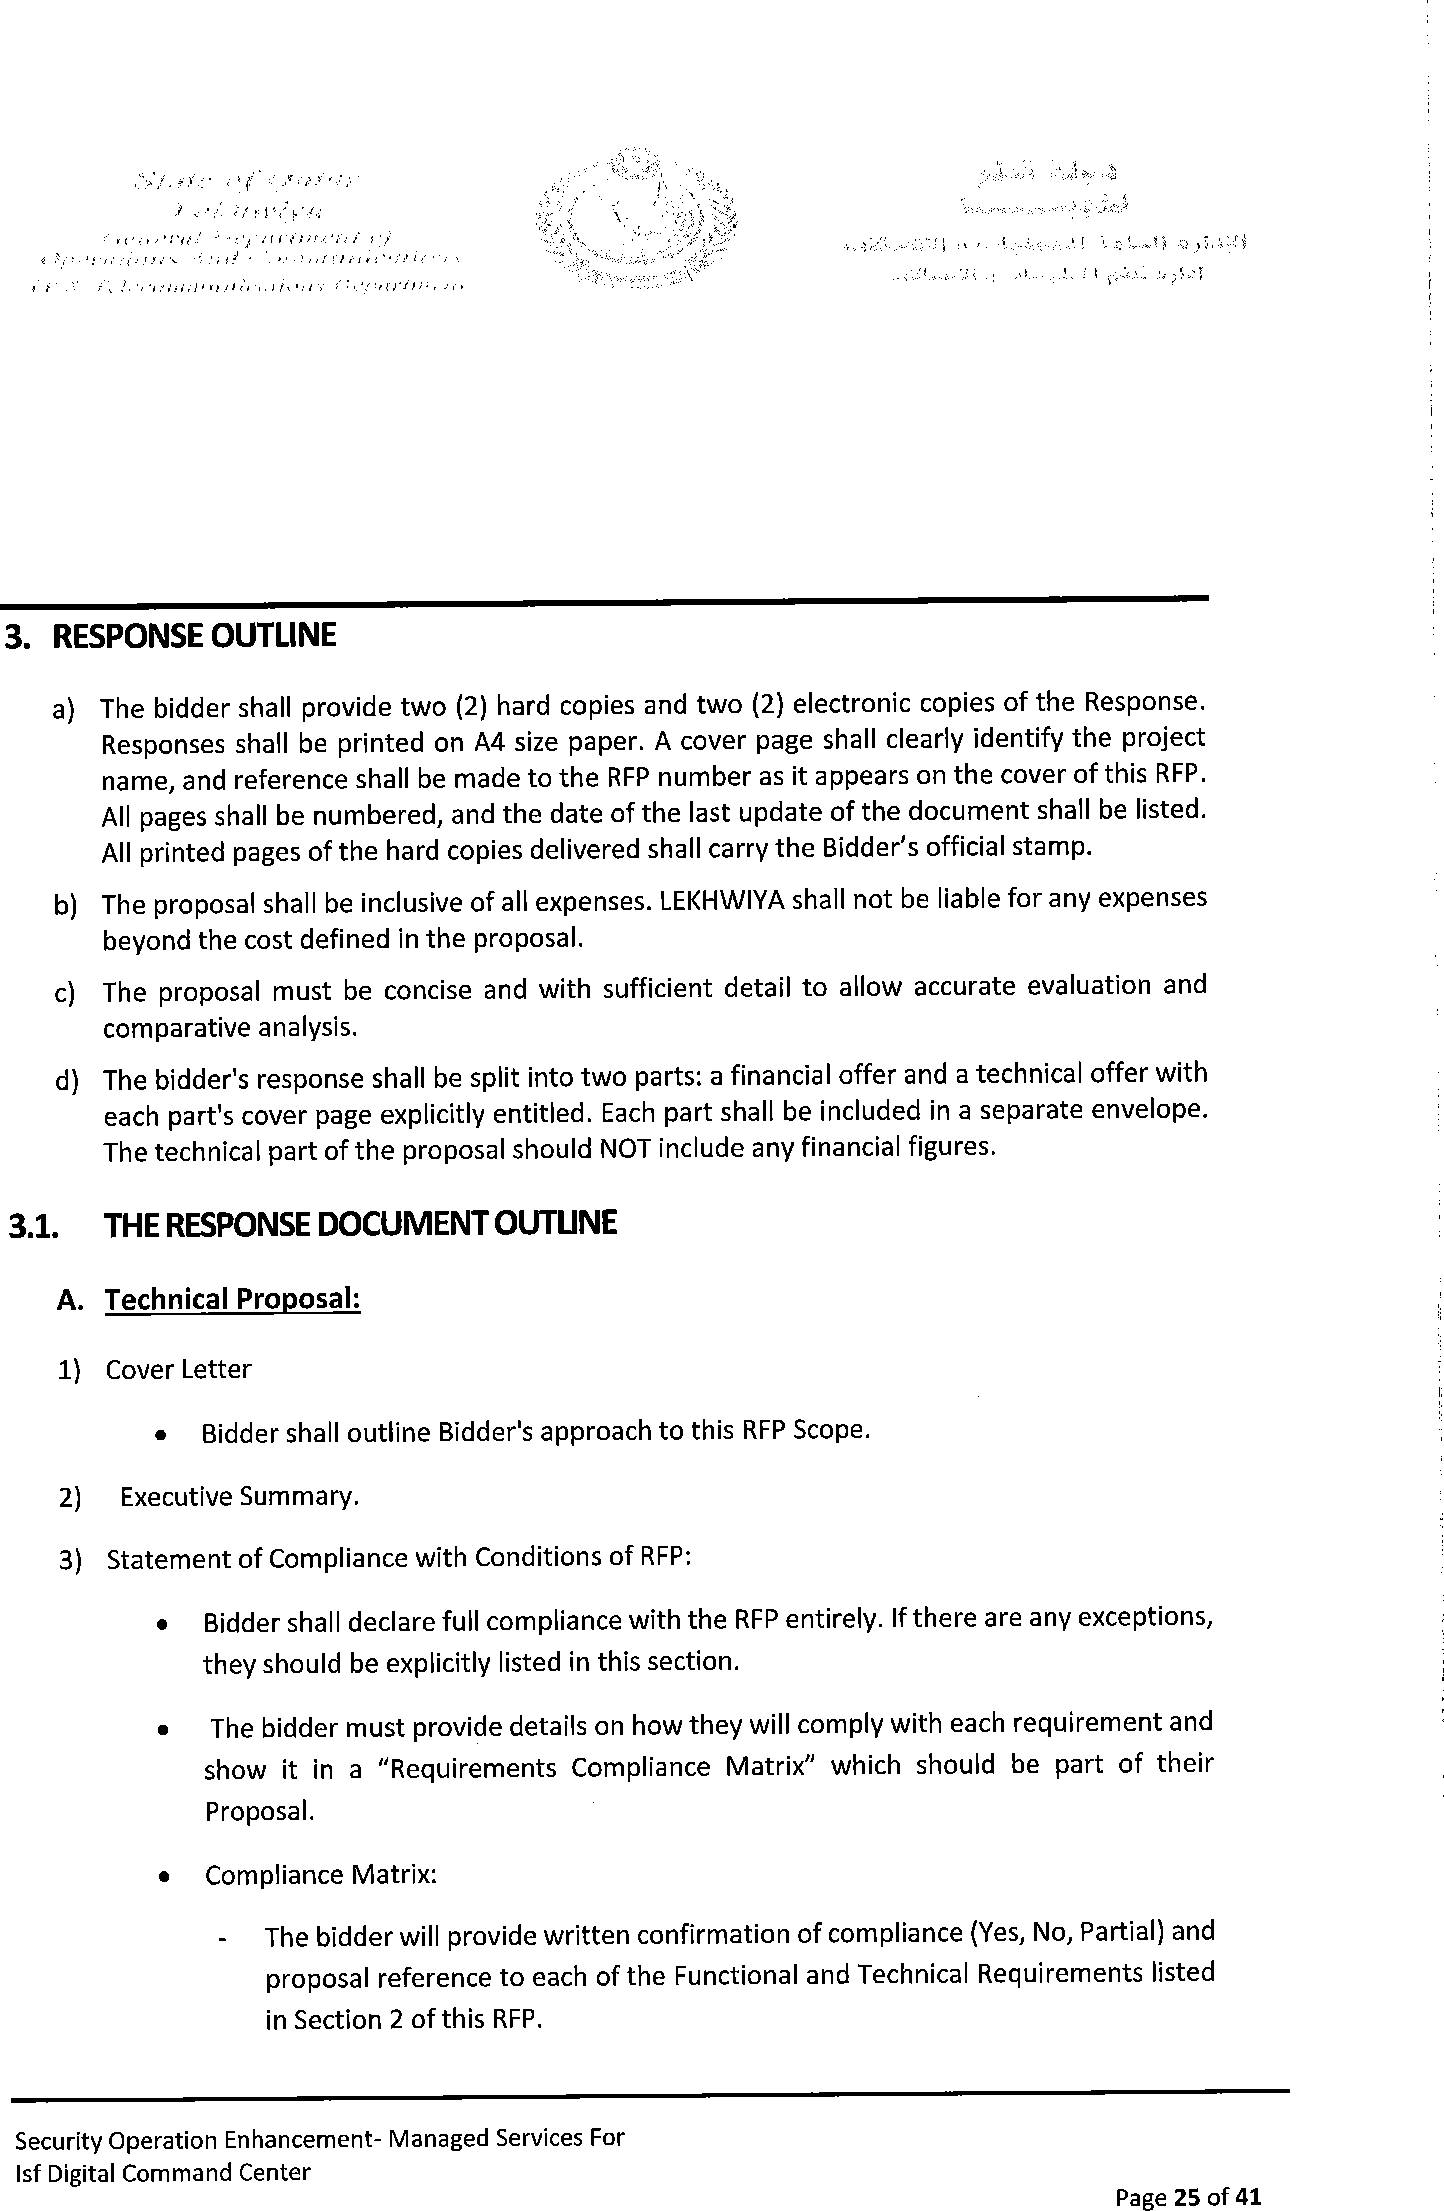 State of Qatar
Lekhwiya
General Department of
Operations And Communications
دولة قطر
3. RESPONSE OUTLINE
a) The bidder shall provide two (2) hard copies and two (2) electronic copies of the Response.
Responses shall be printed on A4 size paper. A cover page shall clearly identify the project
name, and reference shall be made to the RFP number as it appears on the cover of this RFP.
All pages shall be numbered, and the date of the last update of the document shall be listed.
All printed pages of the hard copies delivered shall carry the Bidder's official stamp.
b) The proposal shall be inclusive of all expenses. LEKHWIYA shall not be liable for any expenses
beyond the cost defined in the proposal.
c) The proposal must be concise and with sufficient detail to allow accurate evaluation and
comparative analysis.
d) The bidder's response shall be split into two parts: a financial offer and a technical offer with
each part's cover page explicitly entitled. Each part shall be included in a separate envelope.
The technical part of the proposal should NOT include any financial figures.
3.1. THE RESPONSE DOCUMENT OUTLINE
A. Technical Proposal:
1) Cover Letter
• Bidder shall outline Bidder's approach to this RFP Scope.
2) Executive Summary.
3) Statement of Compliance with Conditions of RFP:
• Bidder shall declare full compliance with the RFP entirely. If there are any exceptions,
they should be explicitly listed in this section.
• The bidder must provide details on how they will comply with each requirement and
show it in a “Requirements Compliance Matrix” which should be part of their
Proposal.
• Compliance Matrix:
- The bidder will provide written confirmation of compliance (Yes, No, Partial) and
proposal reference to each of the Functional and Technical Requirements listed
in Section 2 of this RFP.
Security Operation Enhancement- Managed Services For
Isf Digital Command Center
Page 25 of 41